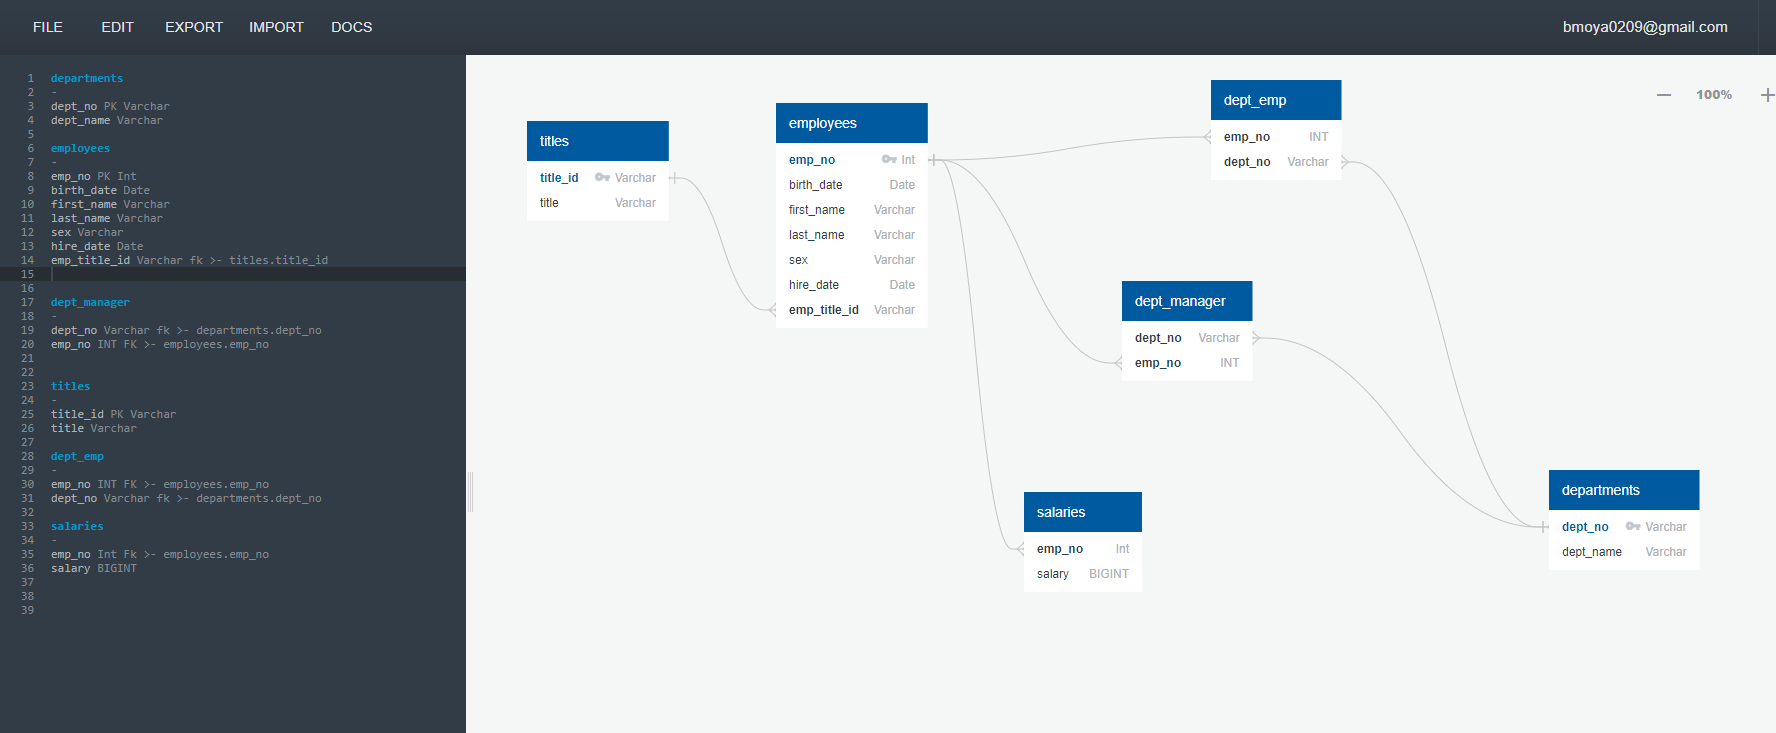 FILE EDIT EXPORT IMPORT DOCS bmoya0209@gmail.com
1 departments
2 -
3 dept_no PK Varchar
4 dept_name Varchar
5
6 employees
7 -
8 emp_no PK Int
9 birth_date Date
10 first_name Varchar
11 last_name Varchar
12 sex Varchar
13 hire_date Date
14 emp_title_id Varchar fk >- titles.title_id
15
16
17 dept_manager
18 -
19 dept_no Varchar fk >- departments.dept_no
20 emp_no INT FK >- employees.emp_no
21
22
23 titles
24 -
25 title_id PK Varchar
26 title Varchar
27
28 dept_emp
29 -
30 emp_no INT FK >- employees.emp_no
31 dept_no Varchar fk >- departments.dept_no
32
33 salaries
34 -
35 emp_no Int Fk >- employees.emp_no
36 salary BIGINT
37
38
39
titles
title_id Varchar
title Varchar
employees
emp_no Int
birth_date Date
first_name Varchar
last_name Varchar
sex Varchar
hire_date Date
emp_title_id Varchar
dept_emp
emp_no INT
dept_no Varchar
100%
dept_manager
dept_no Varchar
emp_no INT
salaries
emp_no Int
salary BIGINT
departments
dept_no Varchar
dept_name Varchar